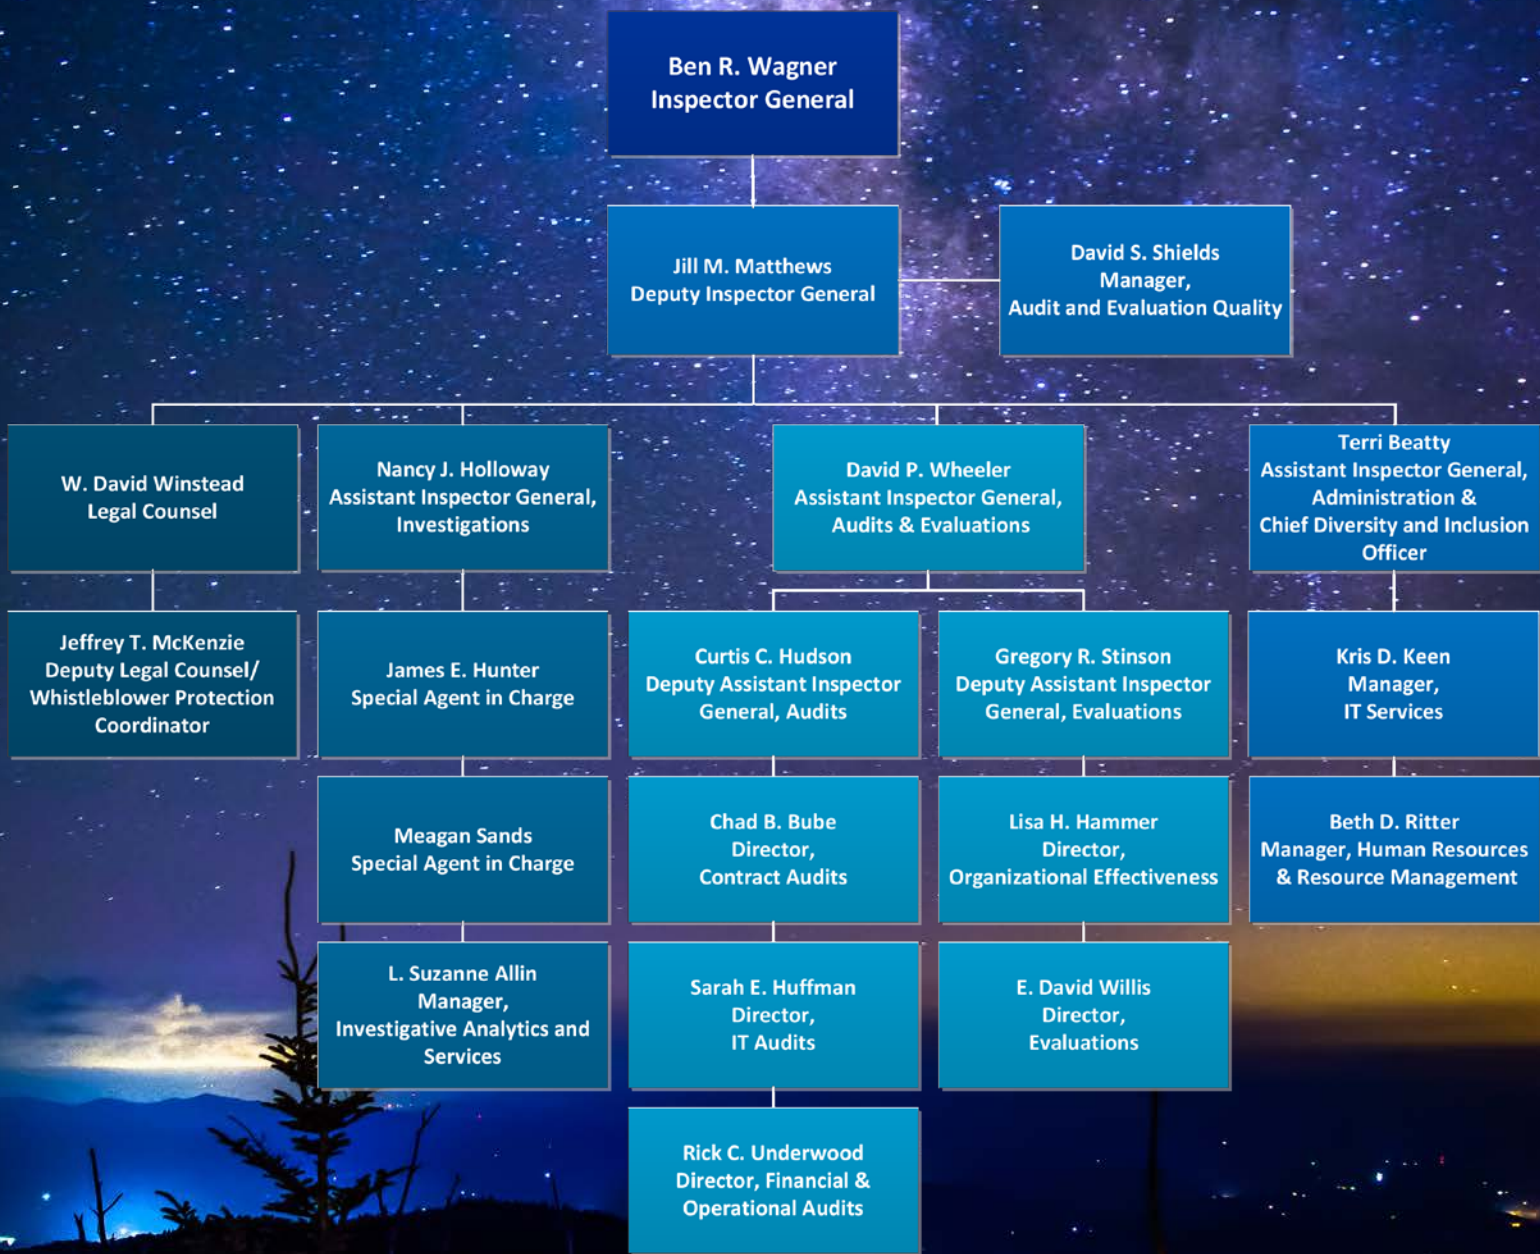 Ben R. Wagner
Inspector General
Jill M. Matthews
Deputy Inspector General
David S. Shields
Manager,
Audit and Evaluation Quality
W. David Winstead
Legal Counsel
Nancy J. Holloway
Assistant Inspector General,
Investigations
David P. Wheeler
Assistant Inspector General,
Audits & Evaluations
Terri Beatty
Assistant Inspector General,
Administration &
Chief Diversity and Inclusion
Officer
Jeffrey T. McKenzie
Deputy Legal Counsel/
Whistleblower Protection
Coordinator
James E. Hunter
Special Agent in Charge
Curtis C. Hudson
Deputy Assistant Inspector
General, Audits
Gregory R. Stinson
Deputy Assistant Inspector
General, Evaluations
Kris D. Keen
Manager,
IT Services
Meagan Sands
Special Agent in Charge
Chad B. Bube
Director,
Contract Audits
Lisa H. Hammer
Director,
Organizational Effectiveness
Beth D. Ritter
Manager, Human Resources
& Resource Management
L. Suzanne Allin
Manager,
Investigative Analytics and
Services
Sarah E. Huffman
Director,
IT Audits
E. David Willis
Director,
Evaluations
Rick C. Underwood
Director, Financial &
Operational Audits